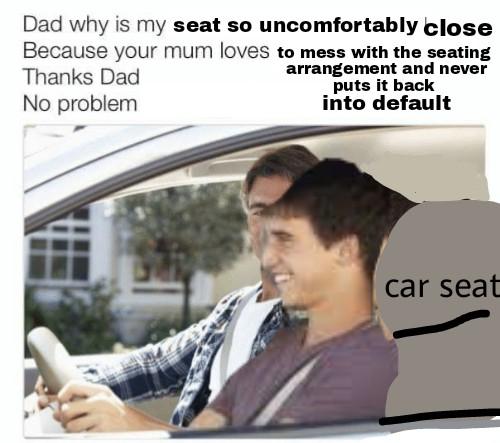 Dad why is my seat so uncomfortably close
Because your mum loves to mess with the seating
arrangement and never
puts it back
into default
Thanks Dad
No problem
car seat